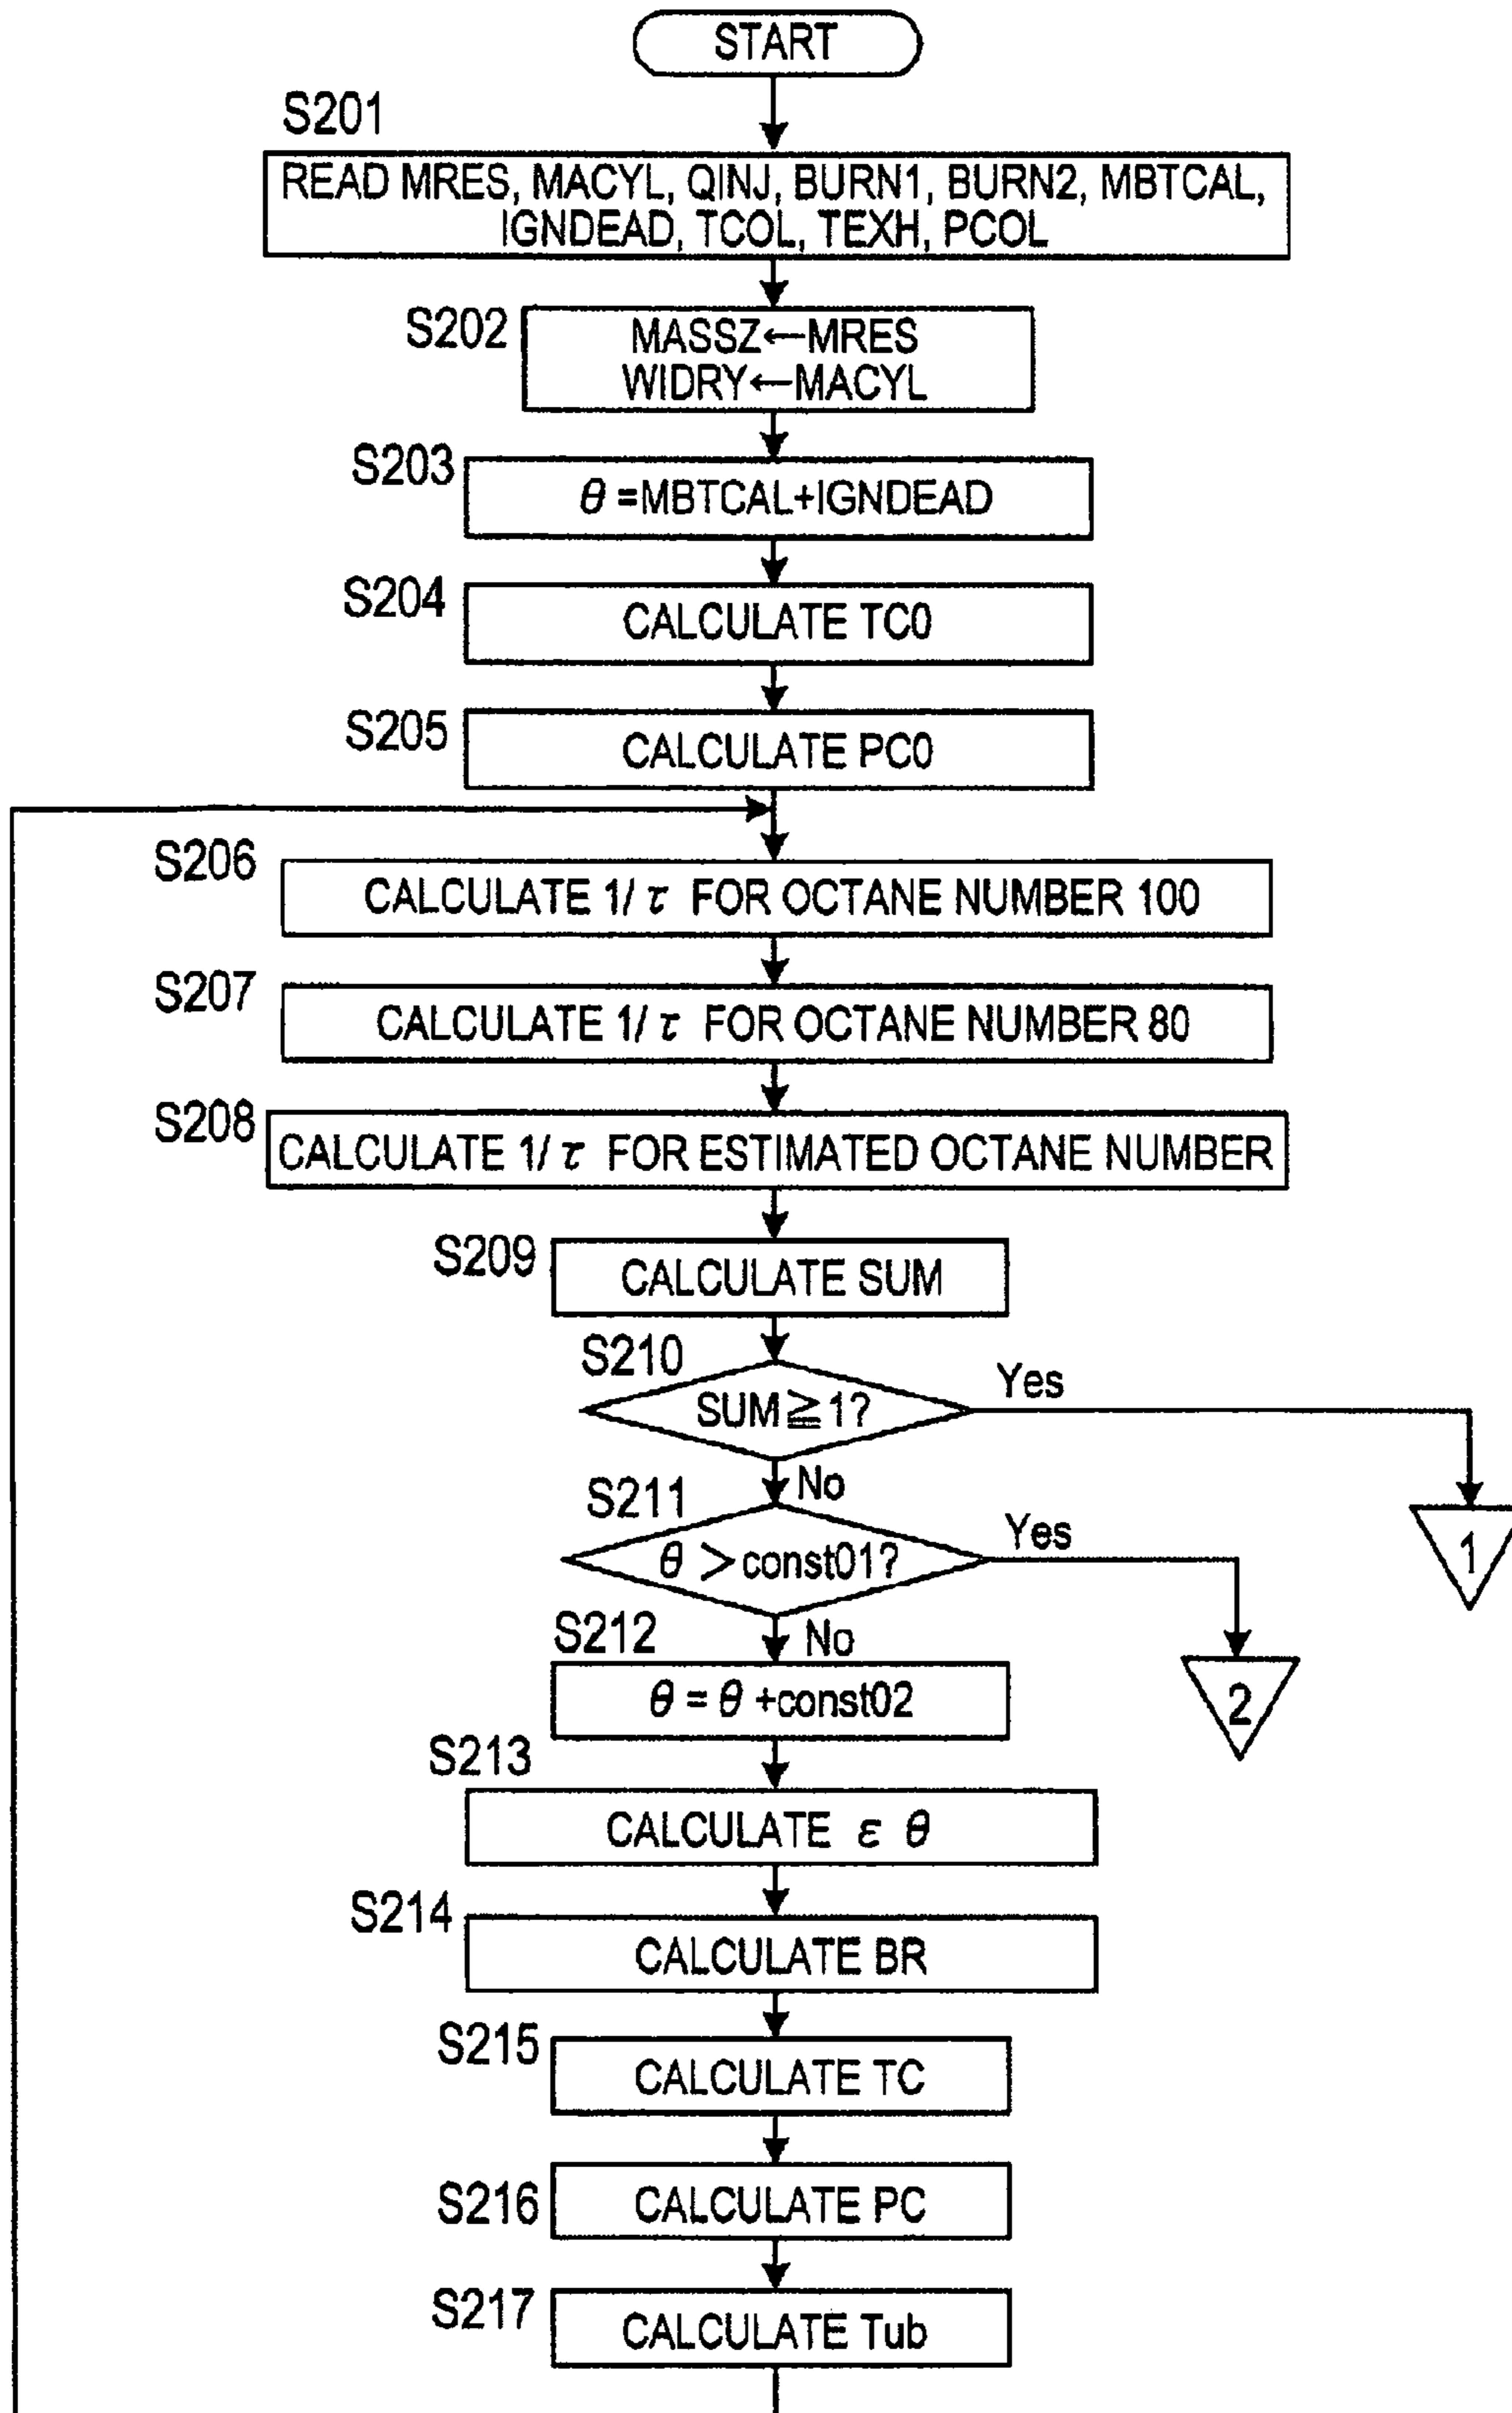 START
S201
READ MRES, MACYL, QINJ, BURN1, BURN2, MBTCAL,
IGNDEAD, TCOL, TEXH, PCOL
S202
MASSZ←MRES
WIDRY←MACYL
S203
θ =MBTCAL+IGNDEAD
S204
CALCULATE TC0
S205
CALCULATE PC0
S206
CALCULATE 1/ τ FOR OCTANE NUMBER 100
S207
CALCULATE 1/ τ FOR OCTANE NUMBER 80
S208
CALCULATE 1/ τ FOR ESTIMATED OCTANE NUMBER
S209
CALCULATE SUM
S210
SUM≧1?
Yes
No
1
S211
θ >const01?
Yes
No
2
S212
θ = θ +const02
S213
CALCULATE ε θ
S214
CALCULATE BR
S215
CALCULATE TC
S216
CALCULATE PC
S217
CALCULATE Tub